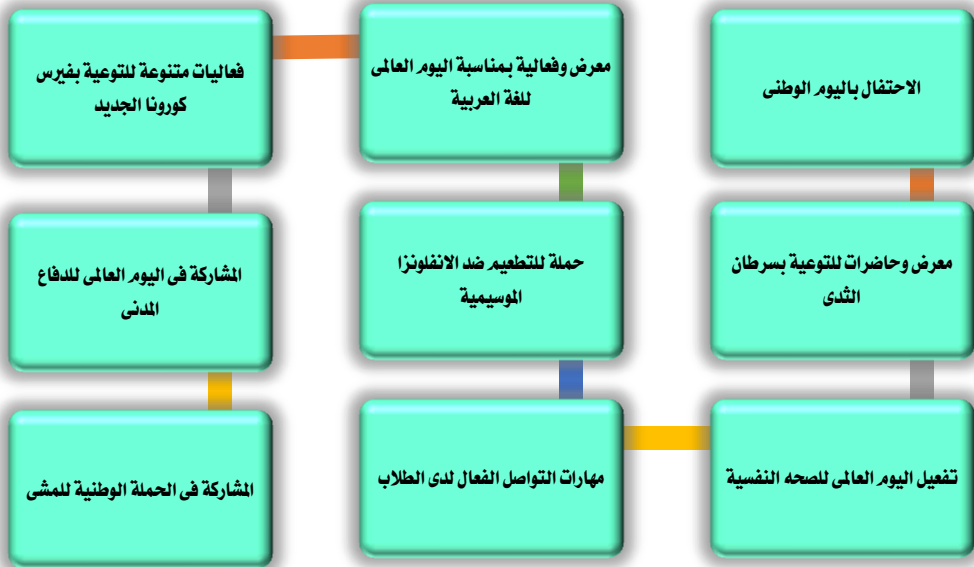 الاحتفال باليوم الوطنى
معرض وحاضرات للتوعية بسرطان
الثدى
تفعيل اليوم العالمى للصحه النفسية
مهارات التواصل الفعال لدى الطلاب
حملة للتطعيم ضد الانفلونزا
الموسيمية
معرض وفعالية بمناسبة اليوم العالمى
للغة العربية
فعاليات متنوعة للتوعية بفيرس
كورونا الجديد
المشاركة فى اليوم العالمى للدفاع
المدنى
المشاركة فى الحملة الوطنية للمشى